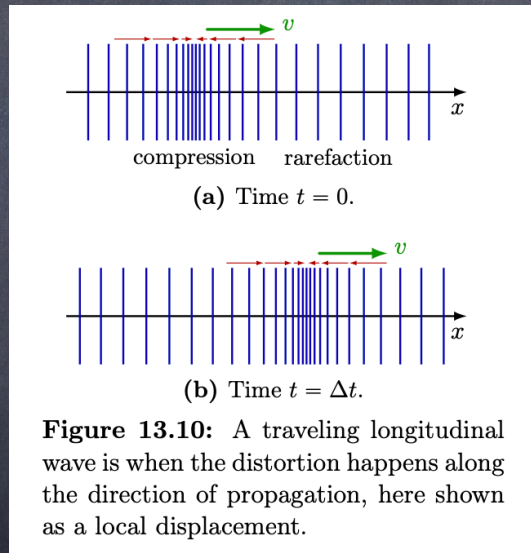 v
x
compression rarefaction
(a) Time t = 0.
v
x
(b) Time t = Δt.
Figure 13.10: A traveling longitudinal
wave is when the distortion happens along
the direction of propagation, here shown
as a local displacement.